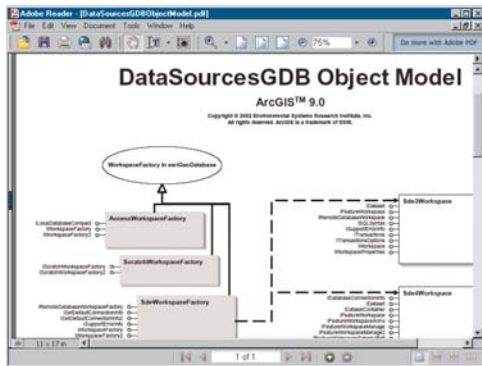 Adobe Reader - [DataSourcesGDBObjectModel.pdf]
File Edit View Document Tools Window Help
75%
Do more with Adobe PDF
DataSourcesGDB Object Model
ArcGIS™ 9.0
Copyright © 2002 Environmental Systems Research Institute, Inc.
All rights reserved. ArcGIS is a trademark of ESRI.
WorkspaceFactory in esriGeoDatabase
AccessWorkspaceFactory
ILocalDatabaseCompact
IWorkspaceFactory
IWorkspaceFactory2
ScratchWorkspaceFactory
IScratchWorkspaceFactory
IScratchWorkspaceFactory2
SdeWorkspaceFactory
IRemoteDatabaseWorkspaceFactory
ISetDefaultConnectionInfo
ISetDefaultConnectionInfo2
ISupportErrorInfo
IWorkspaceFactory
IWorkspaceFactory2
Sde3Workspace
IDataset
IFeatureWorkspace
IRemoteDatabaseWorkspace
ISQLSyntax
ISupportErrorInfo
ITransactions
ITransactionsOptions
IWorkspace
IWorkspaceProperties
Sde4Workspace
IDatabaseConnectionInfo
IDataset
IDatasetContainer
IFeatureWorkspace
IFeatureWorkspaceAnno
IFeatureWorkspaceManage
11 x 17 in
1 of 1